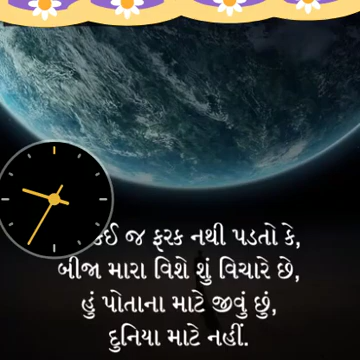 કંઈ જ ફરક નથી પડતો કે,
બીજા મારા વિશે શું વિચારે છે,
હું પોતાના માટે જીવું છું,
દુનિયા માટે નહીં.